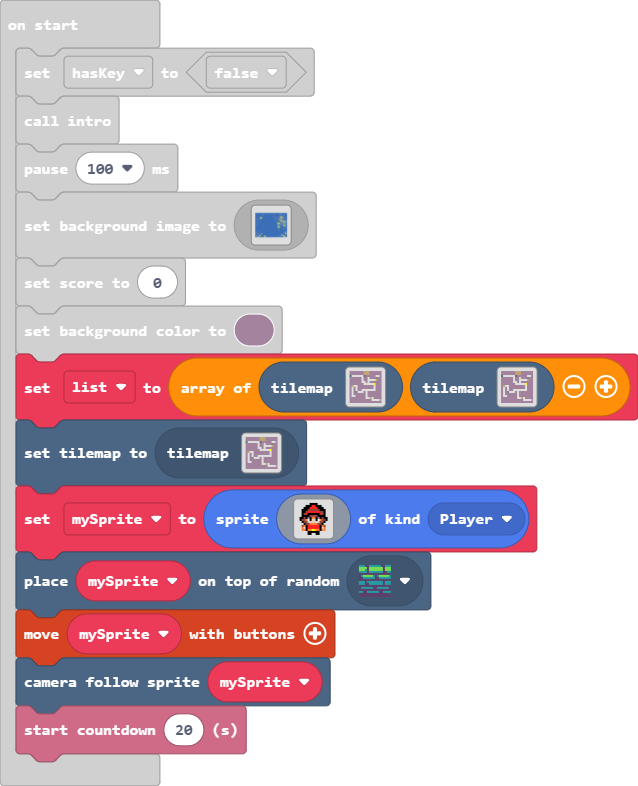 on start
set hasKey to false
call intro
pause 100 ms
set background image to
set score to 0
set background color to
set list to array of tilemap tilemap
set tilemap to tilemap
set mySprite to sprite of kind Player
place mySprite on top of random
move mySprite with buttons
camera follow sprite mySprite
start countdown 20 (s)